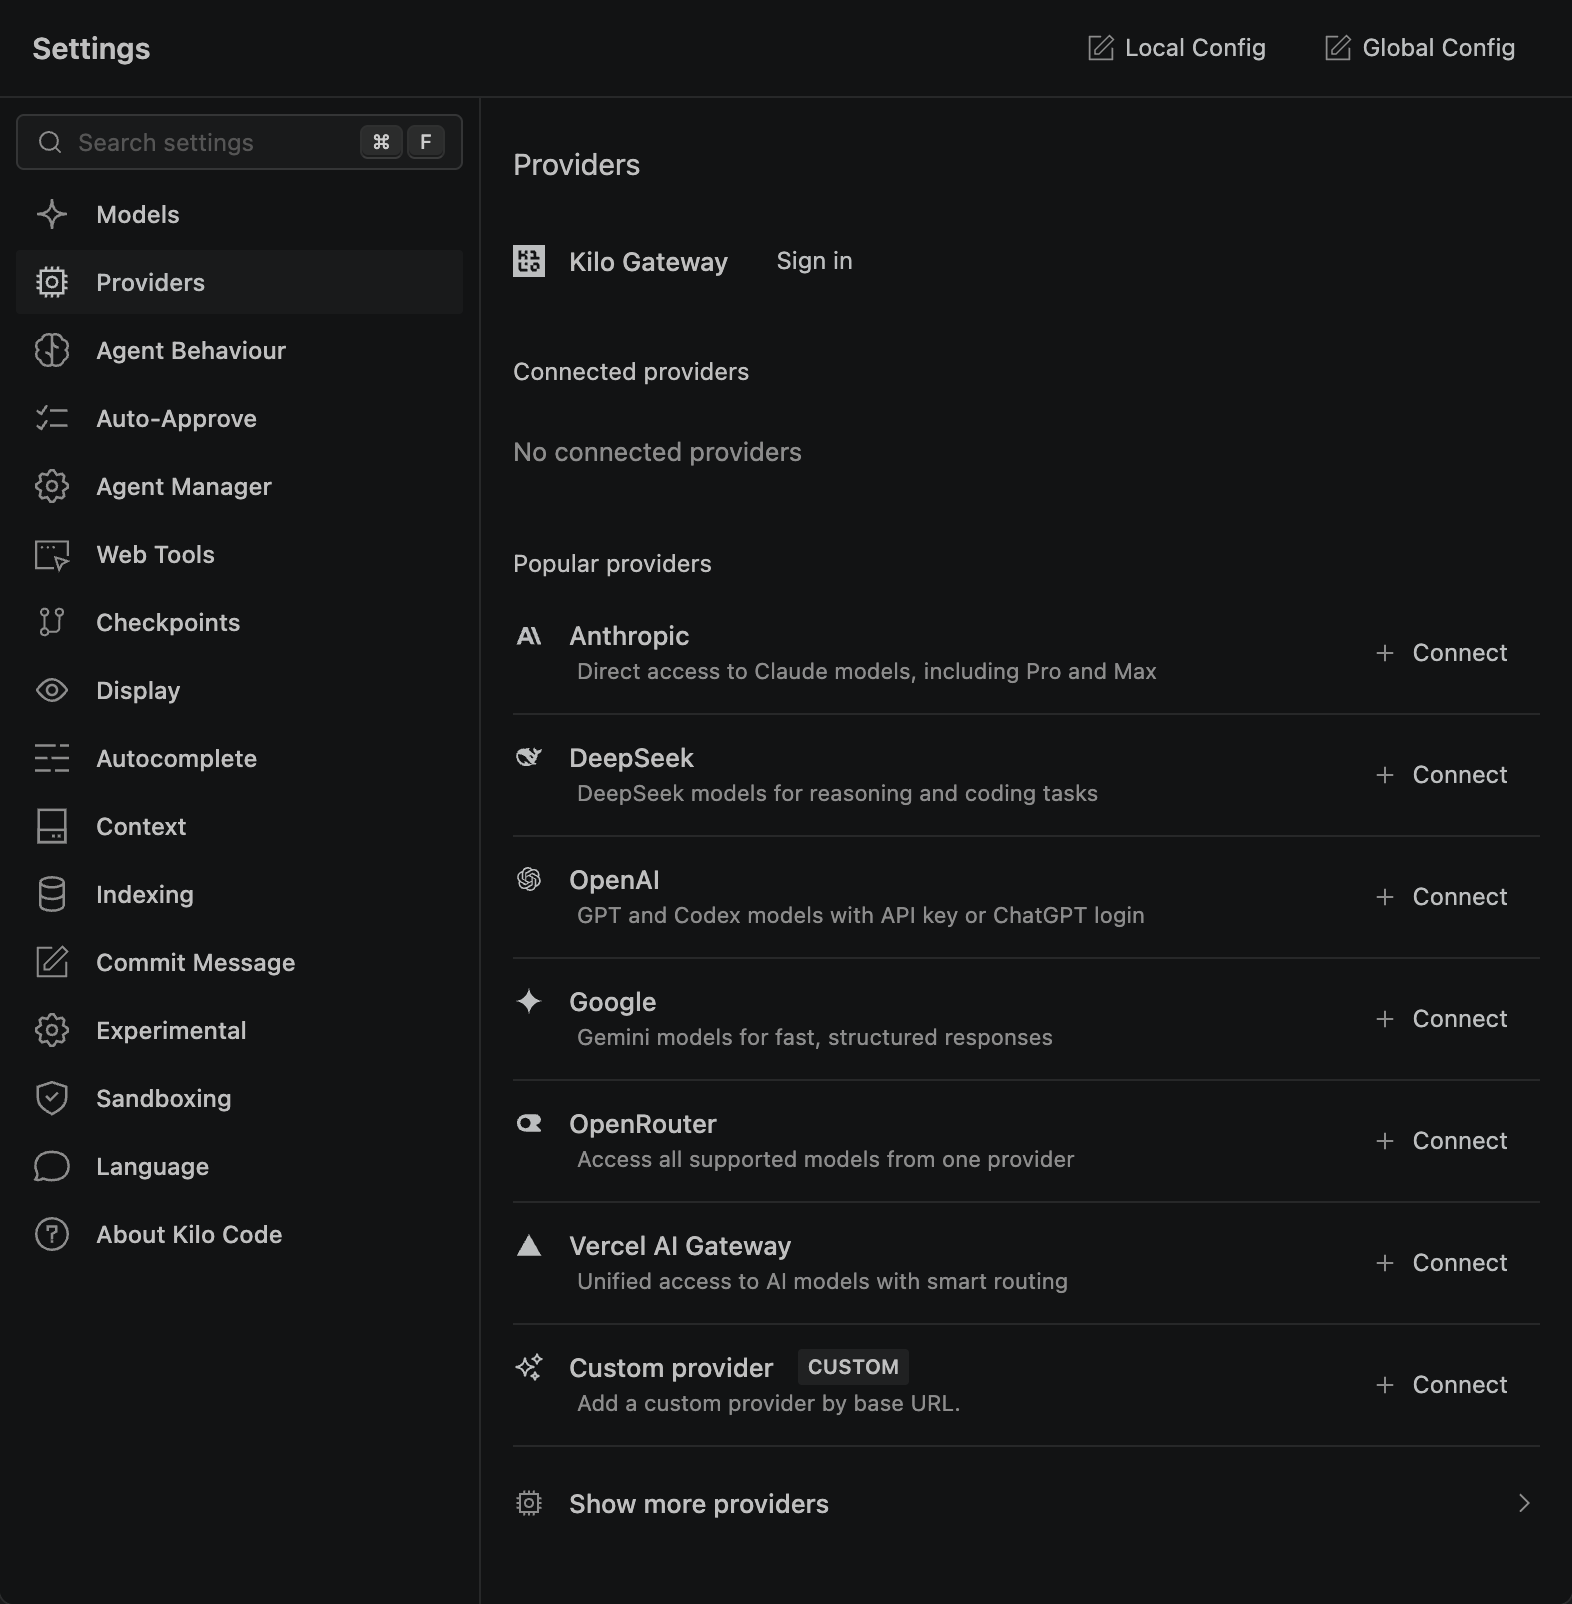 Settings
Local Config
Global Config
Search settings
⌘ F
Models
Providers
Agent Behaviour
Auto-Approve
Agent Manager
Web Tools
Checkpoints
Display
Autocomplete
Context
Indexing
Commit Message
Experimental
Sandboxing
Language
About Kilo Code
Providers
Kilo Gateway
Sign in
Connected providers
No connected providers
Popular providers
Anthropic
Direct access to Claude models, including Pro and Max
+ Connect
DeepSeek
DeepSeek models for reasoning and coding tasks
+ Connect
OpenAI
GPT and Codex models with API key or ChatGPT login
+ Connect
Google
Gemini models for fast, structured responses
+ Connect
OpenRouter
Access all supported models from one provider
+ Connect
Vercel AI Gateway
Unified access to AI models with smart routing
+ Connect
Custom provider CUSTOM
Add a custom provider by base URL.
+ Connect
Show more providers